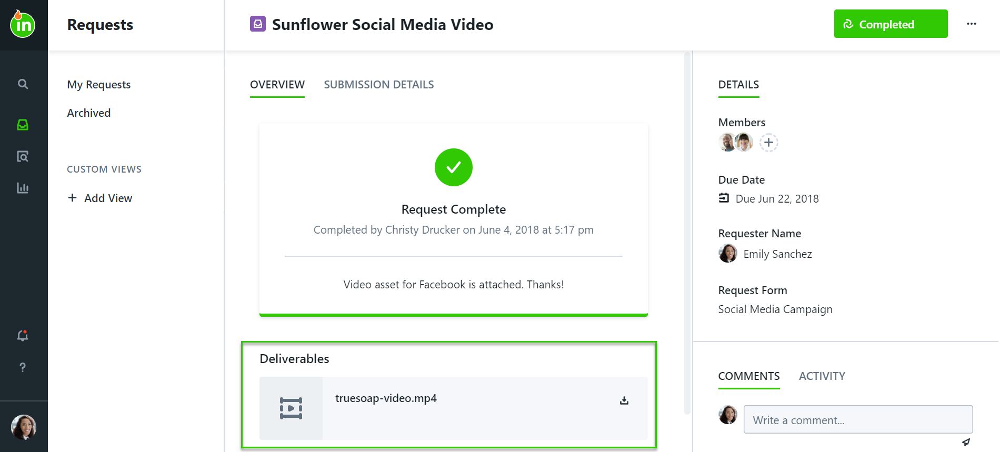 in
Requests
Sunflower Social Media Video
Completed
My Requests
Archived
CUSTOM VIEWS
+ Add View
OVERVIEW SUBMISSION DETAILS
Request Complete
Completed by Christy Drucker on June 4, 2018 at 5:17 pm
Video asset for Facebook is attached. Thanks!
Deliverables
truesoap-video.mp4
DETAILS
Members
Due Date
Due Jun 22, 2018
Requester Name
Emily Sanchez
Request Form
Social Media Campaign
COMMENTS ACTIVITY
Write a comment...
?